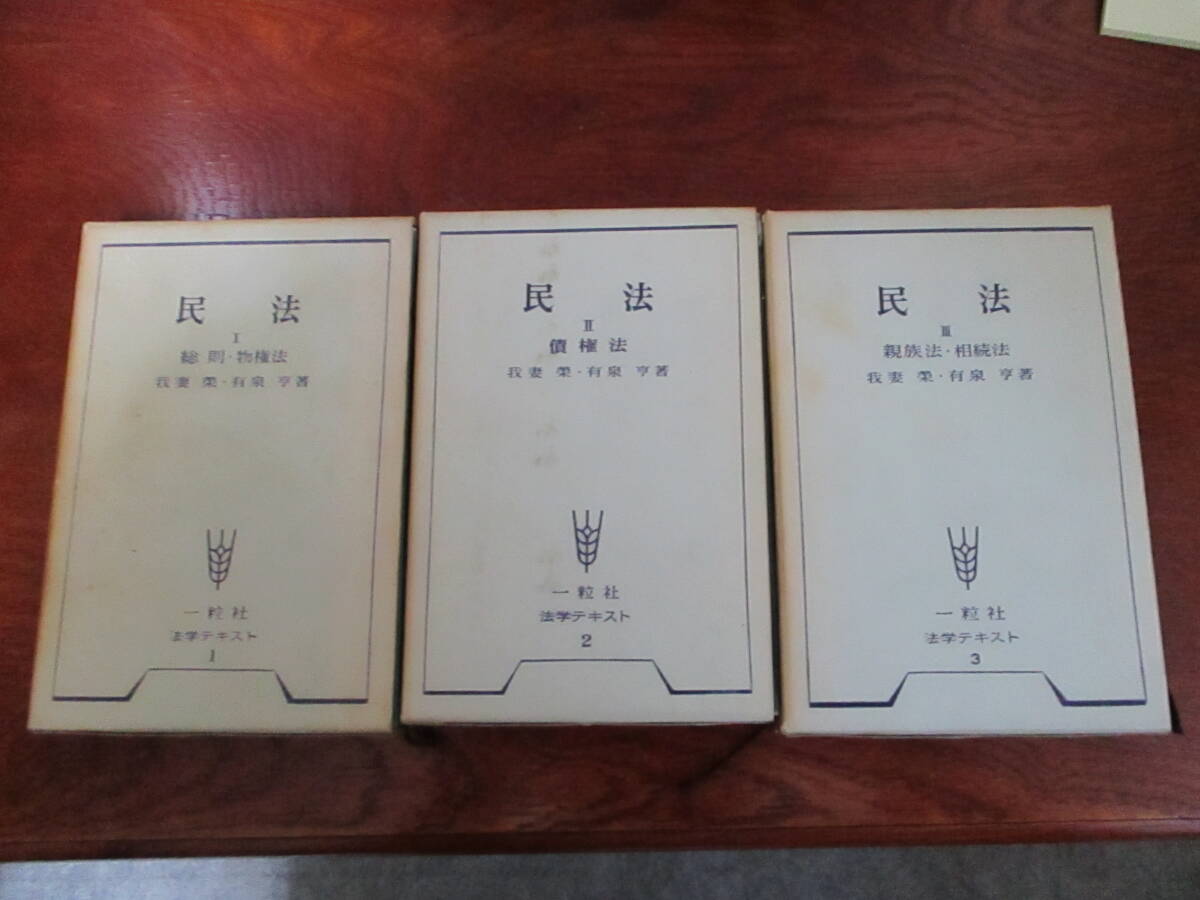 民 法
I
総則・物権法
我妻 榮・有泉 亨著
一粒社
法学テキスト
1
民 法
II
債権法
我妻 榮・有泉 亨著
一粒社
法学テキスト
2
民 法
III
親族法・相続法
我妻 榮・有泉 亨著
一粒社
法学テキスト
3